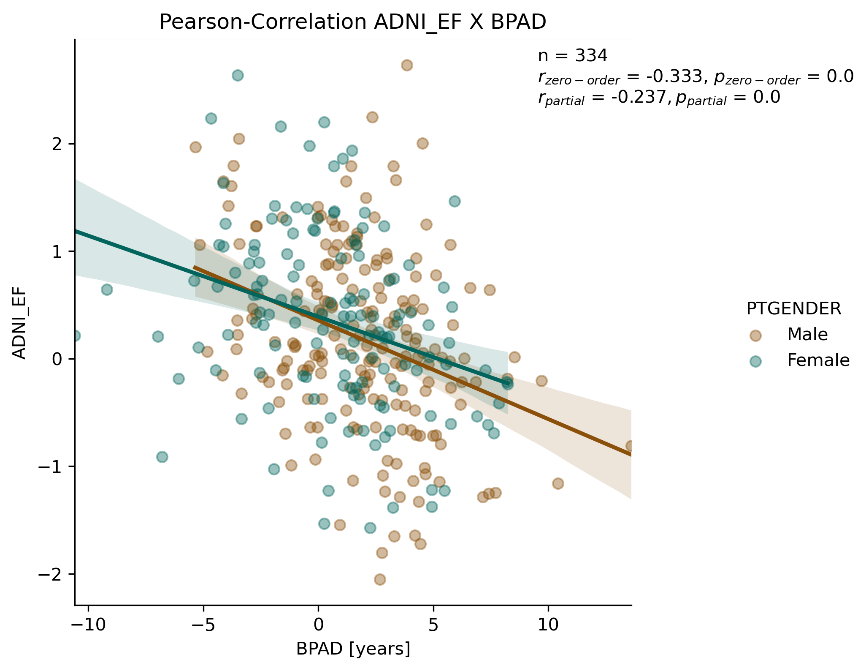 Pearson-Correlation ADNI_EF X BPAD
n = 334
r_zero−order = -0.333, p_zero−order = 0.0
r_partial = -0.237, p_partial = 0.0
2
1
0
−1
−2
ADNI_EF
−10 −5 0 5 10
BPAD [years]
PTGENDER
Male
Female